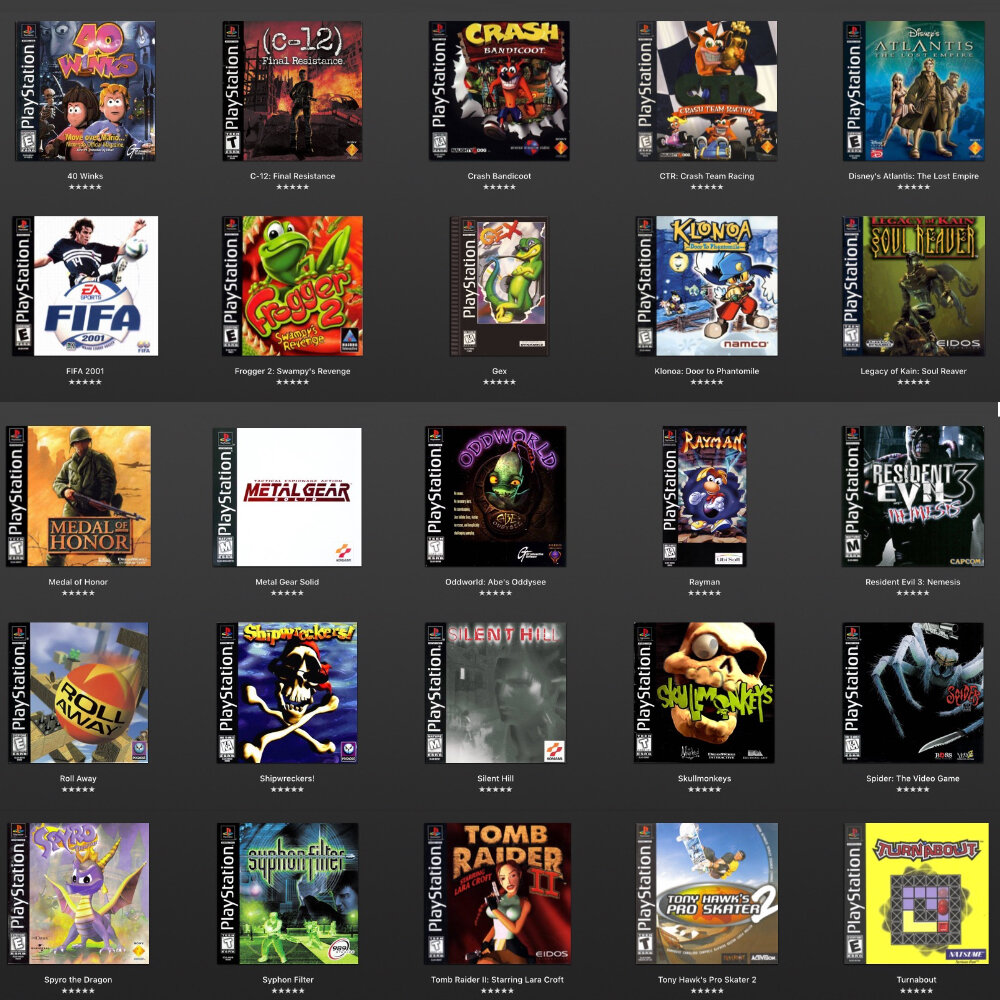 PlayStation
40
WINKS
"Move over Mario...
PlayStation
(c-12)
Final Resistance
PlayStation
CRASH
BANDICOOT
PlayStation
CTR
CRASH TEAM RACING
PlayStation
Disney's
ATLANTIS
THE LOST EMPIRE
40 Winks
C-12: Final Resistance
Crash Bandicoot
CTR: Crash Team Racing
Disney's Atlantis: The Lost Empire
PlayStation
EA
SPORTS
FIFA
2001
FIFA
PlayStation
Frogger
2
Swampy's
Revenge
PlayStation
GEX
PlayStation
KLONOA
Door To Phantomile
namco
PlayStation
LEGACY OF KAIN
SOUL REAVER
EIDOS
FIFA 2001
Frogger 2: Swampy's Revenge
Gex
Klonoa: Door to Phantomile
Legacy of Kain: Soul Reaver
PlayStation
MEDAL OF
HONOR
PlayStation
TACTICAL ESPIONAGE ACTION
METAL GEAR
SOLID
KONAMI
PlayStation
ODDWORLD
ABE'S
ODDYSEE
PlayStation
RAYMAN
Ubi Soft
PlayStation
RESIDENT
EVIL 3
NEMESIS
CAPCOM
Medal of Honor
Metal Gear Solid
Oddworld: Abe's Oddysee
Rayman
Resident Evil 3: Nemesis
PlayStation
ROLL
AWAY
PlayStation
Shipwreckers!
PlayStation
SILENT HILL
KONAMI
PlayStation
SKULLMONKEYS
PlayStation
SPIDER
Roll Away
Shipwreckers!
Silent Hill
Skullmonkeys
Spider: The Video Game
PlayStation
SPYRO
PlayStation
syphon filter
989
PlayStation
TOMB
RAIDER
STARRING
LARA CROFT
II
EIDOS
PlayStation
TONY HAWK'S
PRO SKATER 2
ACTIVISION
PlayStation
TURNABOUT
NATSUME
Spyro the Dragon
Syphon Filter
Tomb Raider II: Starring Lara Croft
Tony Hawk's Pro Skater 2
Turnabout